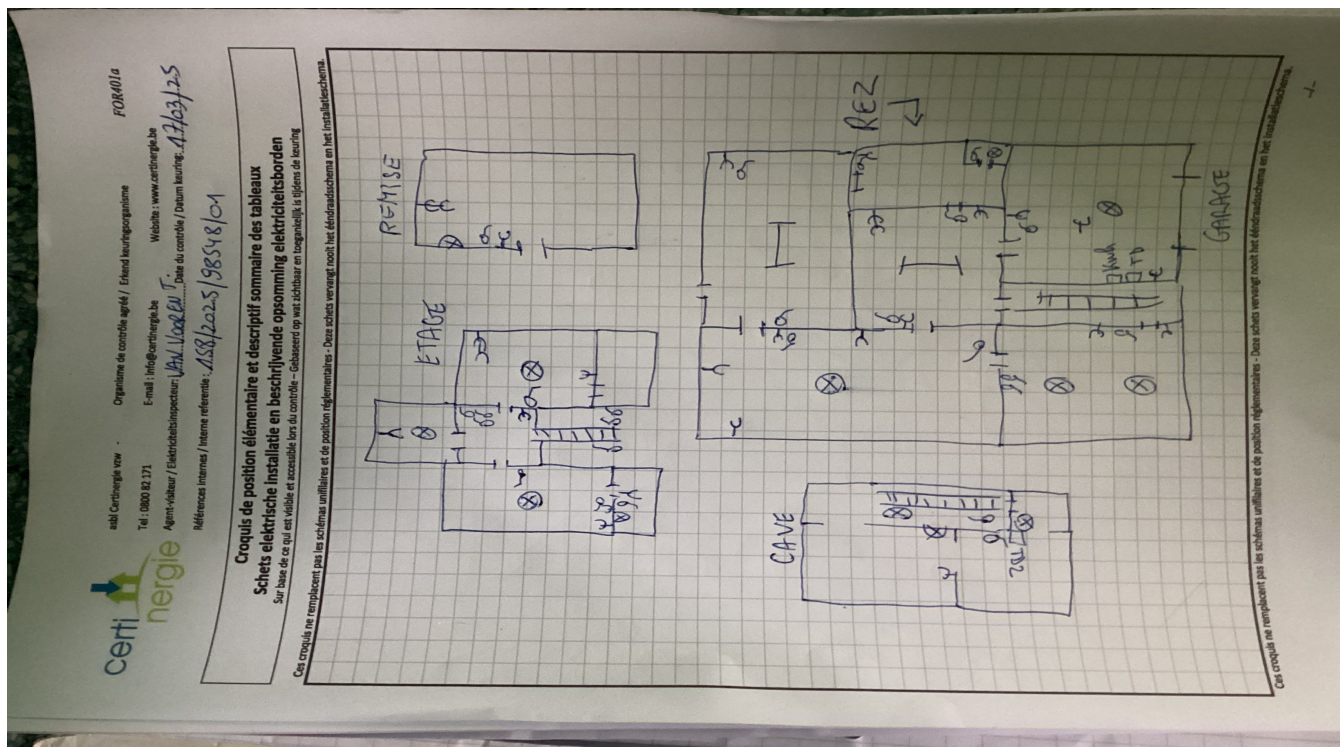 certi
nergie
asbl Certinergie vzw - Organisme de contrôle agréé / Erkend keuringsorganisme FOR401a
Tel : 0800 82 171 E-mail : Info@certinergie.be Website : www.certinergie.be
Agent-visiteur / Elektriciteitsinspecteur: VAN VOOREN T. Date du contrôle / Datum keuring: 17/03/25
Références internes / Interne referentie: 158/2025/98548/01
Croquis de position élémentaire et descriptif sommaire des tableaux
Schets elektrische installatie en beschrijvende opsomming elektriciteitsborden
Sur base de ce qui est visible et accessible lors du contrôle – Gebaseerd op wat zichtbaar en toegankelijk is tijdens de keuring
Ces croquis ne remplacent pas les schémas unifilaires et de position réglementaires - Deze schets vervangt nooit het ééndraadsschema en het installatieschema.
ETAGE
REMISE
CAVE
TD2
REZ
kWh
TD
GARAGE
Ces croquis ne remplacent pas les schémas unifilaires et de position réglementaires - Deze schets vervangt nooit het ééndraadsschema en het installatieschema.